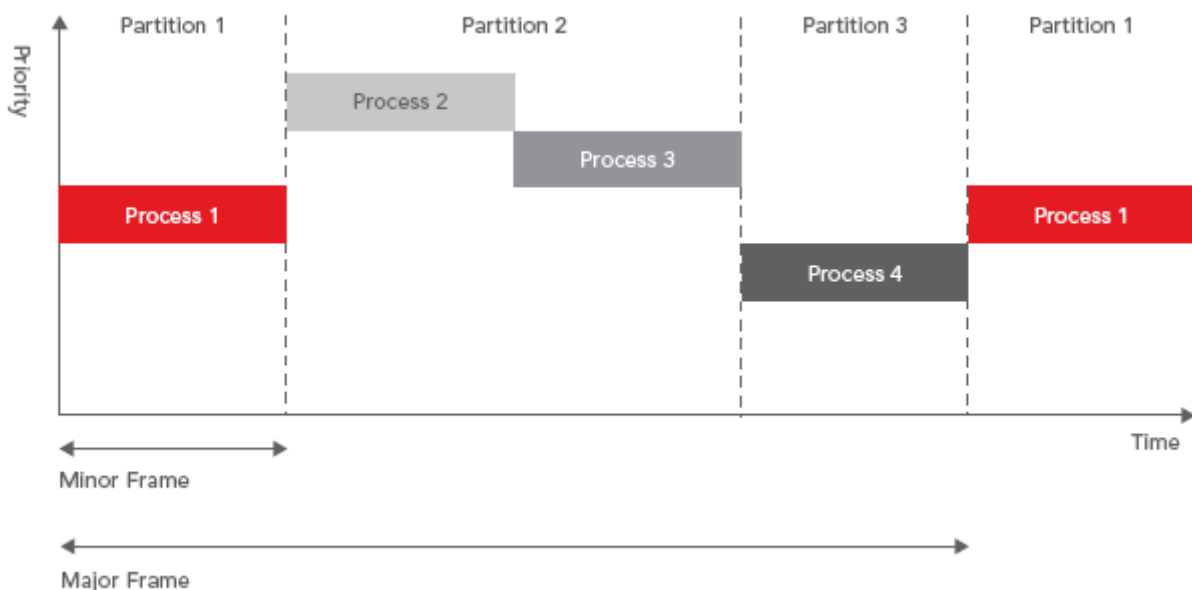 Partition 1
Partition 2
Partition 3
Partition 1
Priority
Process 2
Process 3
Process 1
Process 1
Process 4
Time
Minor Frame
Major Frame